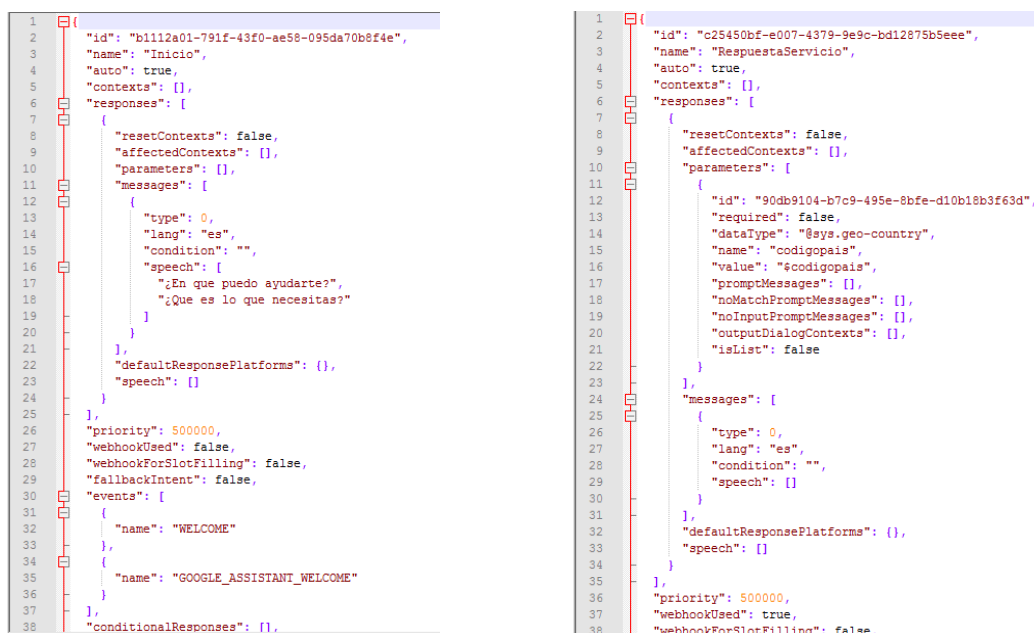 1 {
2 "id": "b1112a01-791f-43f0-ae58-095da70b8f4e",
3 "name": "Inicio",
4 "auto": true,
5 "contexts": [],
6 "responses": [
7 {
8 "resetContexts": false,
9 "affectedContexts": [],
10 "parameters": [],
11 "messages": [
12 {
13 "type": 0,
14 "lang": "es",
15 "condition": "",
16 "speech": [
17 "¿En que puedo ayudarte?",
18 "¿Que es lo que necesitas?"
19 ]
20 }
21 ],
22 "defaultResponsePlatforms": {},
23 "speech": []
24 }
25 ],
26 "priority": 500000,
27 "webhookUsed": false,
28 "webhookForSlotFilling": false,
29 "fallbackIntent": false,
30 "events": [
31 {
32 "name": "WELCOME"
33 },
34 {
35 "name": "GOOGLE_ASSISTANT_WELCOME"
36 }
37 ],
38 "conditionalResponses": [],
1 {
2 "id": "c25450bf-e007-4379-9e9c-bd12875b5eee",
3 "name": "RespuestaServicio",
4 "auto": true,
5 "contexts": [],
6 "responses": [
7 {
8 "resetContexts": false,
9 "affectedContexts": [],
10 "parameters": [
11 {
12 "id": "90db9104-b7c9-495e-8bfe-d10b18b3f63d",
13 "required": false,
14 "dataType": "@sys.geo-country",
15 "name": "codigopais",
16 "value": "$codigopais",
17 "promptMessages": [],
18 "noMatchPromptMessages": [],
19 "noInputPromptMessages": [],
20 "outputDialogContexts": [],
21 "isList": false
22 }
23 ],
24 "messages": [
25 {
26 "type": 0,
27 "lang": "es",
28 "condition": "",
29 "speech": []
30 }
31 ],
32 "defaultResponsePlatforms": {},
33 "speech": []
34 }
35 ],
36 "priority": 500000,
37 "webhookUsed": true,
38 "webhookForSlotFilling": false,